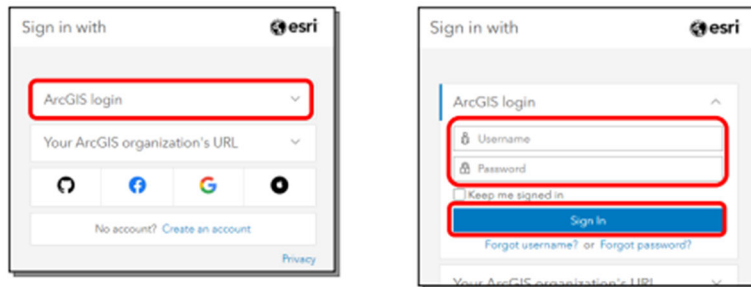 Sign in with esri
ArcGIS login
Your ArcGIS organization's URL
No account? Create an account
Privacy
Sign in with esri
ArcGIS login
Username
Password
Keep me signed in
Sign In
Forgot username? or Forgot password?
Your ArcGIS organization's URL